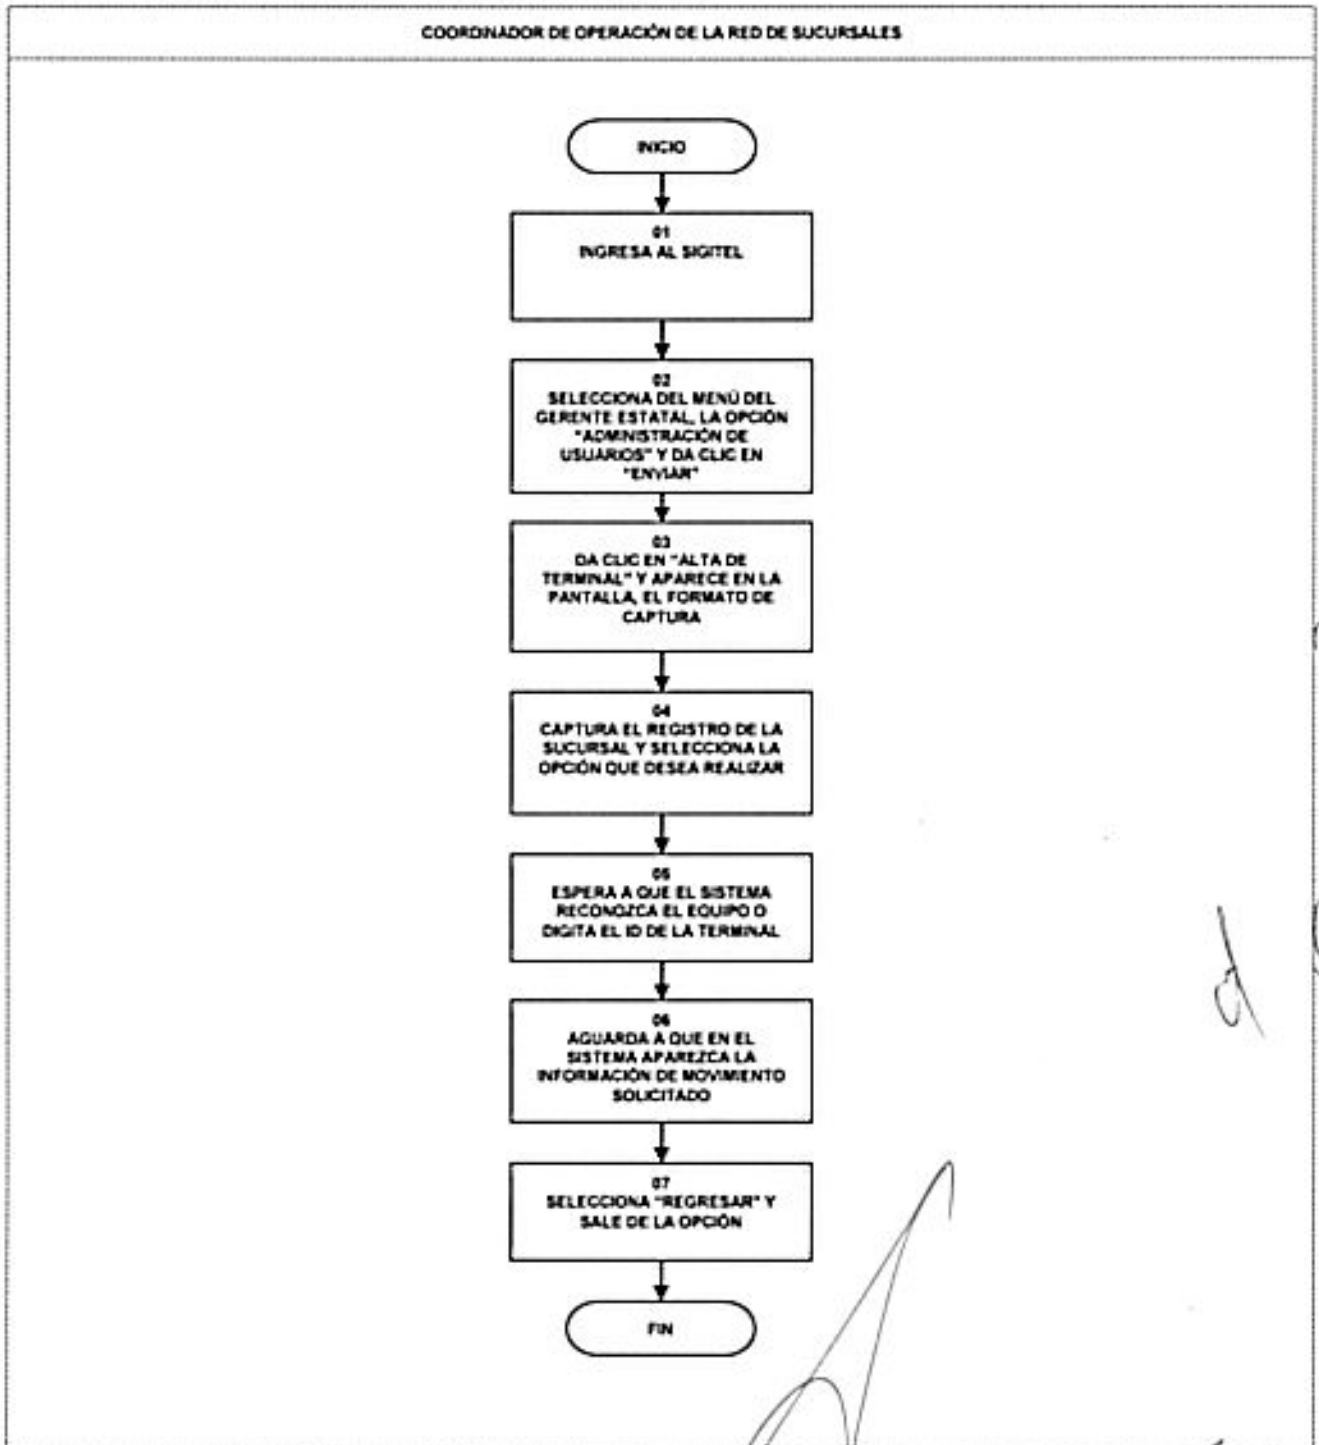 COORDINADOR DE OPERACIÓN DE LA RED DE SUCURSALES
INICIO
01
INGRESA AL SIGITEL
02
SELECCIONA DEL MENÚ DEL
GERENTE ESTATAL, LA OPCIÓN
"ADMINISTRACIÓN DE
USUARIOS" Y DA CLIC EN
"ENVIAR"
03
DA CLIC EN "ALTA DE
TERMINAL" Y APARECE EN LA
PANTALLA, EL FORMATO DE
CAPTURA
04
CAPTURA EL REGISTRO DE LA
SUCURSAL Y SELECCIONA LA
OPCIÓN QUE DESEA REALIZAR
05
ESPERA A QUE EL SISTEMA
RECONOZCA EL EQUIPO O
DIGITA EL ID DE LA TERMINAL
06
AGUARDA A QUE EN EL
SISTEMA APAREZCA LA
INFORMACIÓN DE MOVIMIENTO
SOLICITADO
07
SELECCIONA "REGRESAR" Y
SALE DE LA OPCIÓN
FIN